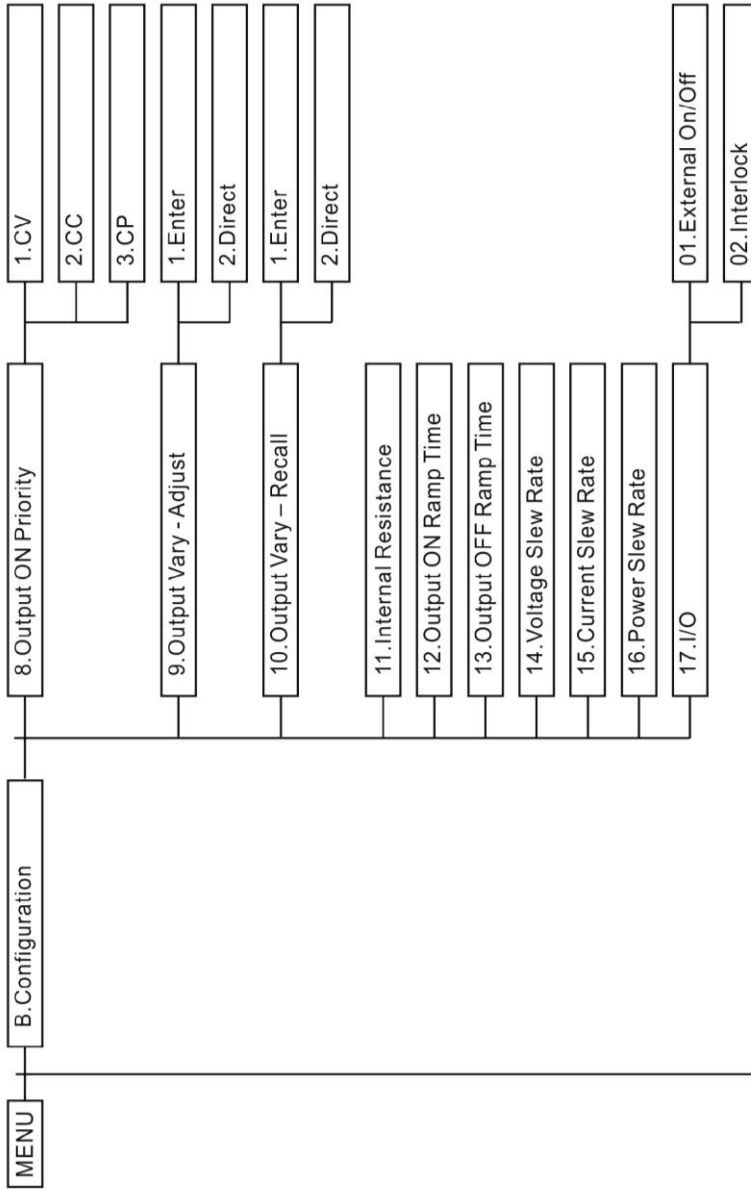 MENU
B.Configuration
8.Output ON Priority
1.CV
2.CC
3.CP
9.Output Vary - Adjust
1.Enter
2.Direct
10.Output Vary – Recall
1.Enter
2.Direct
11.Internal Resistance
12.Output ON Ramp Time
13.Output OFF Ramp Time
14.Voltage Slew Rate
15.Current Slew Rate
16.Power Slew Rate
17.I/O
01.External On/Off
02.Interlock